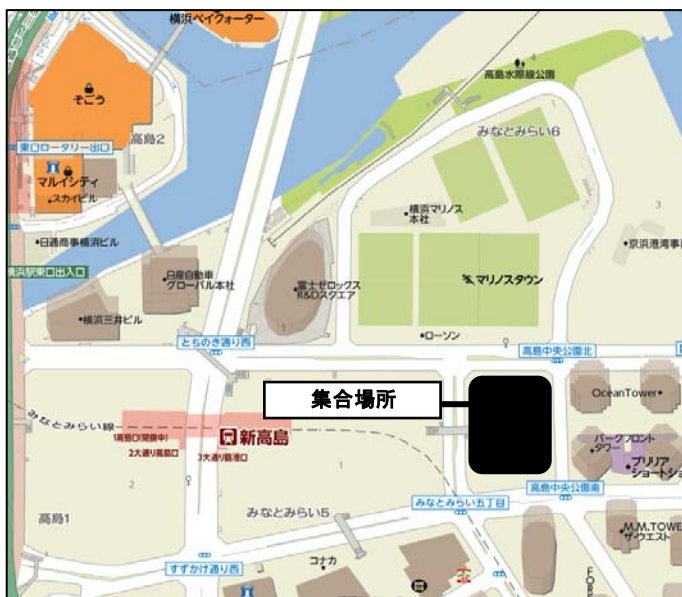 横浜ベイクォーター
そごう
高島水際線公園
4
みなとみらい6
東口ロータリー出口
高島2
マルイシティ
スカイビル
横浜マリノス
本社
3
日通商事横浜ビル
京浜港湾事
横浜駅東口出入口
日産自動車
グローバル本社
富士ゼロックス
R&Dスクエア
マリノスタウン
横浜三井ビル
1
ローソン
とちのき通り西
高島中央公園北
集合場所
OceanTower
みなとみらい線
新高島
2大通り高島口
パークフロント
タワー
ブリリア
ショートショ
1
2
高島中央公園南
みなとみらい五丁目
高島1
みなとみらい5
M.M.TOWE
ザ・ウエスト
すずかけ通り西
コナカ
FORE